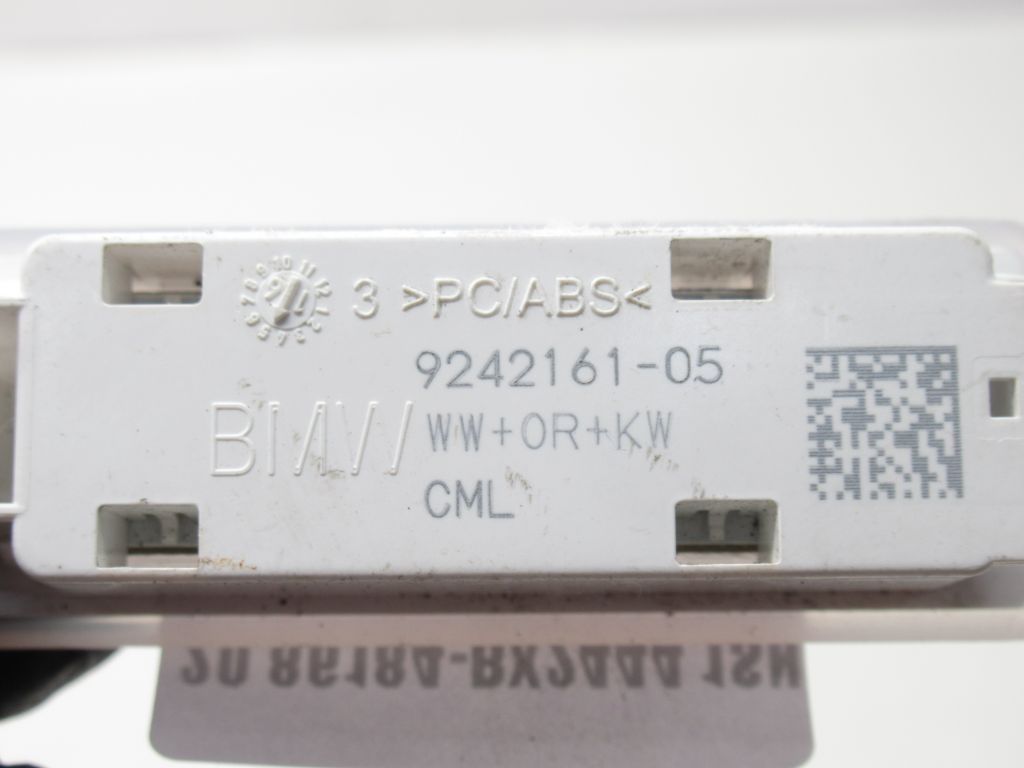 3 >PC/ABS<
9242161-05
BMW WW+OR+KW
CML